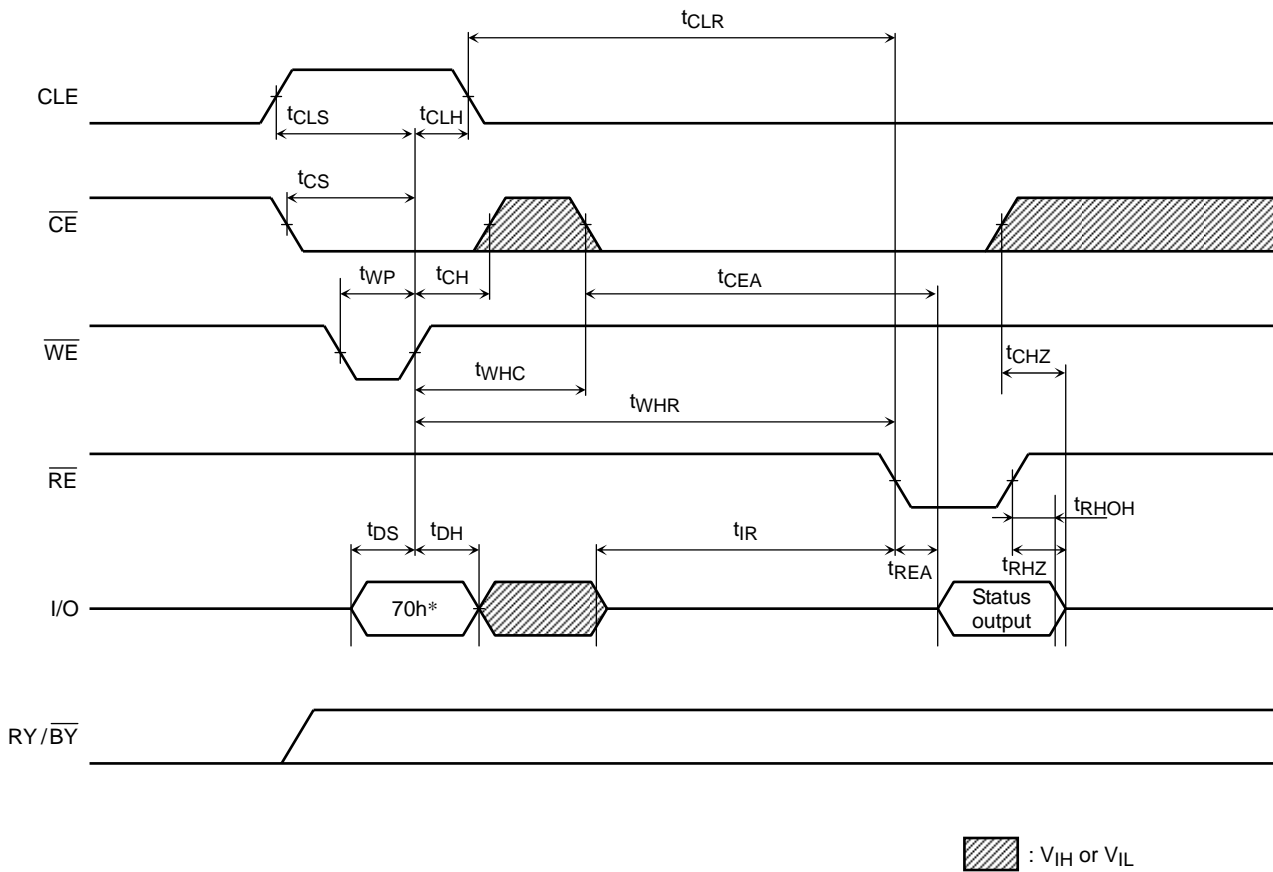 tCLR
CLE
tCLS
tCLH
tCS
CE
tWP
tCH
tCEA
WE
tCHZ
tWHC
tWHR
RE
tRHOH
tDS
tDH
tIR
tREA
tRHZ
I/O
70h*
Status
output
RY/BY
: VIH or VIL